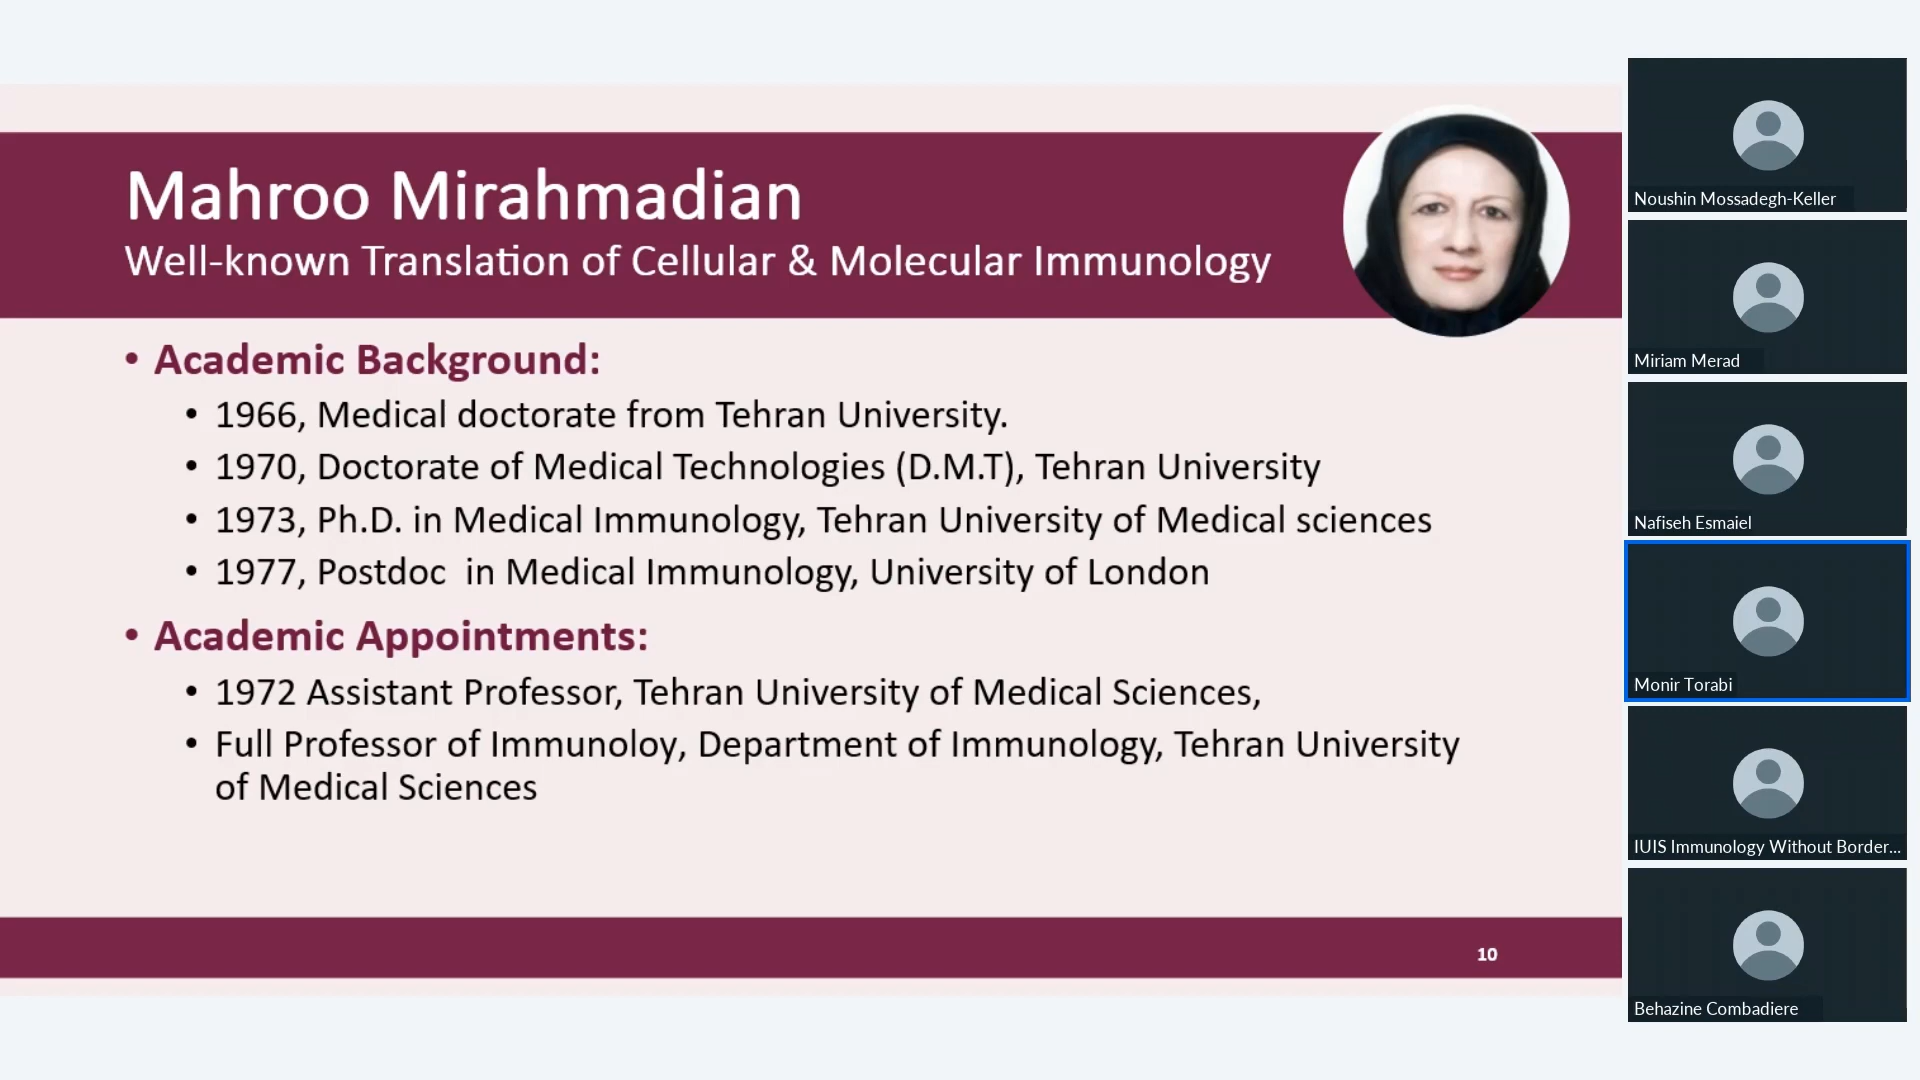 Mahroo Mirahmadian
Well-known Translation of Cellular & Molecular Immunology
• Academic Background:
• 1966, Medical doctorate from Tehran University.
• 1970, Doctorate of Medical Technologies (D.M.T), Tehran University
• 1973, Ph.D. in Medical Immunology, Tehran University of Medical sciences
• 1977, Postdoc  in Medical Immunology, University of London
• Academic Appointments:
• 1972 Assistant Professor, Tehran University of Medical Sciences,
• Full Professor of Immunoloy, Department of Immunology, Tehran University
of Medical Sciences
10
Noushin Mossadegh-Keller
Miriam Merad
Nafiseh Esmaiel
Monir Torabi
IUIS Immunology Without Border...
Behazine Combadiere